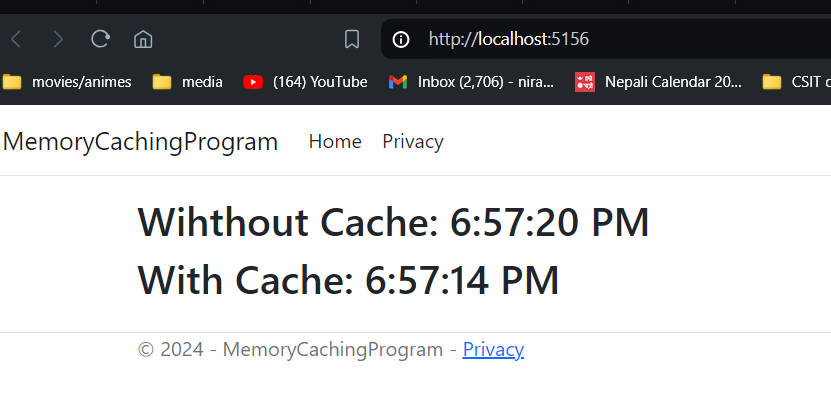 http://localhost:5156
movies/animes media (164) YouTube Inbox (2,706) - nira... Nepali Calendar 20... CSIT
MemoryCachingProgram Home Privacy
Wihthout Cache: 6:57:20 PM
With Cache: 6:57:14 PM
© 2024 - MemoryCachingProgram - Privacy